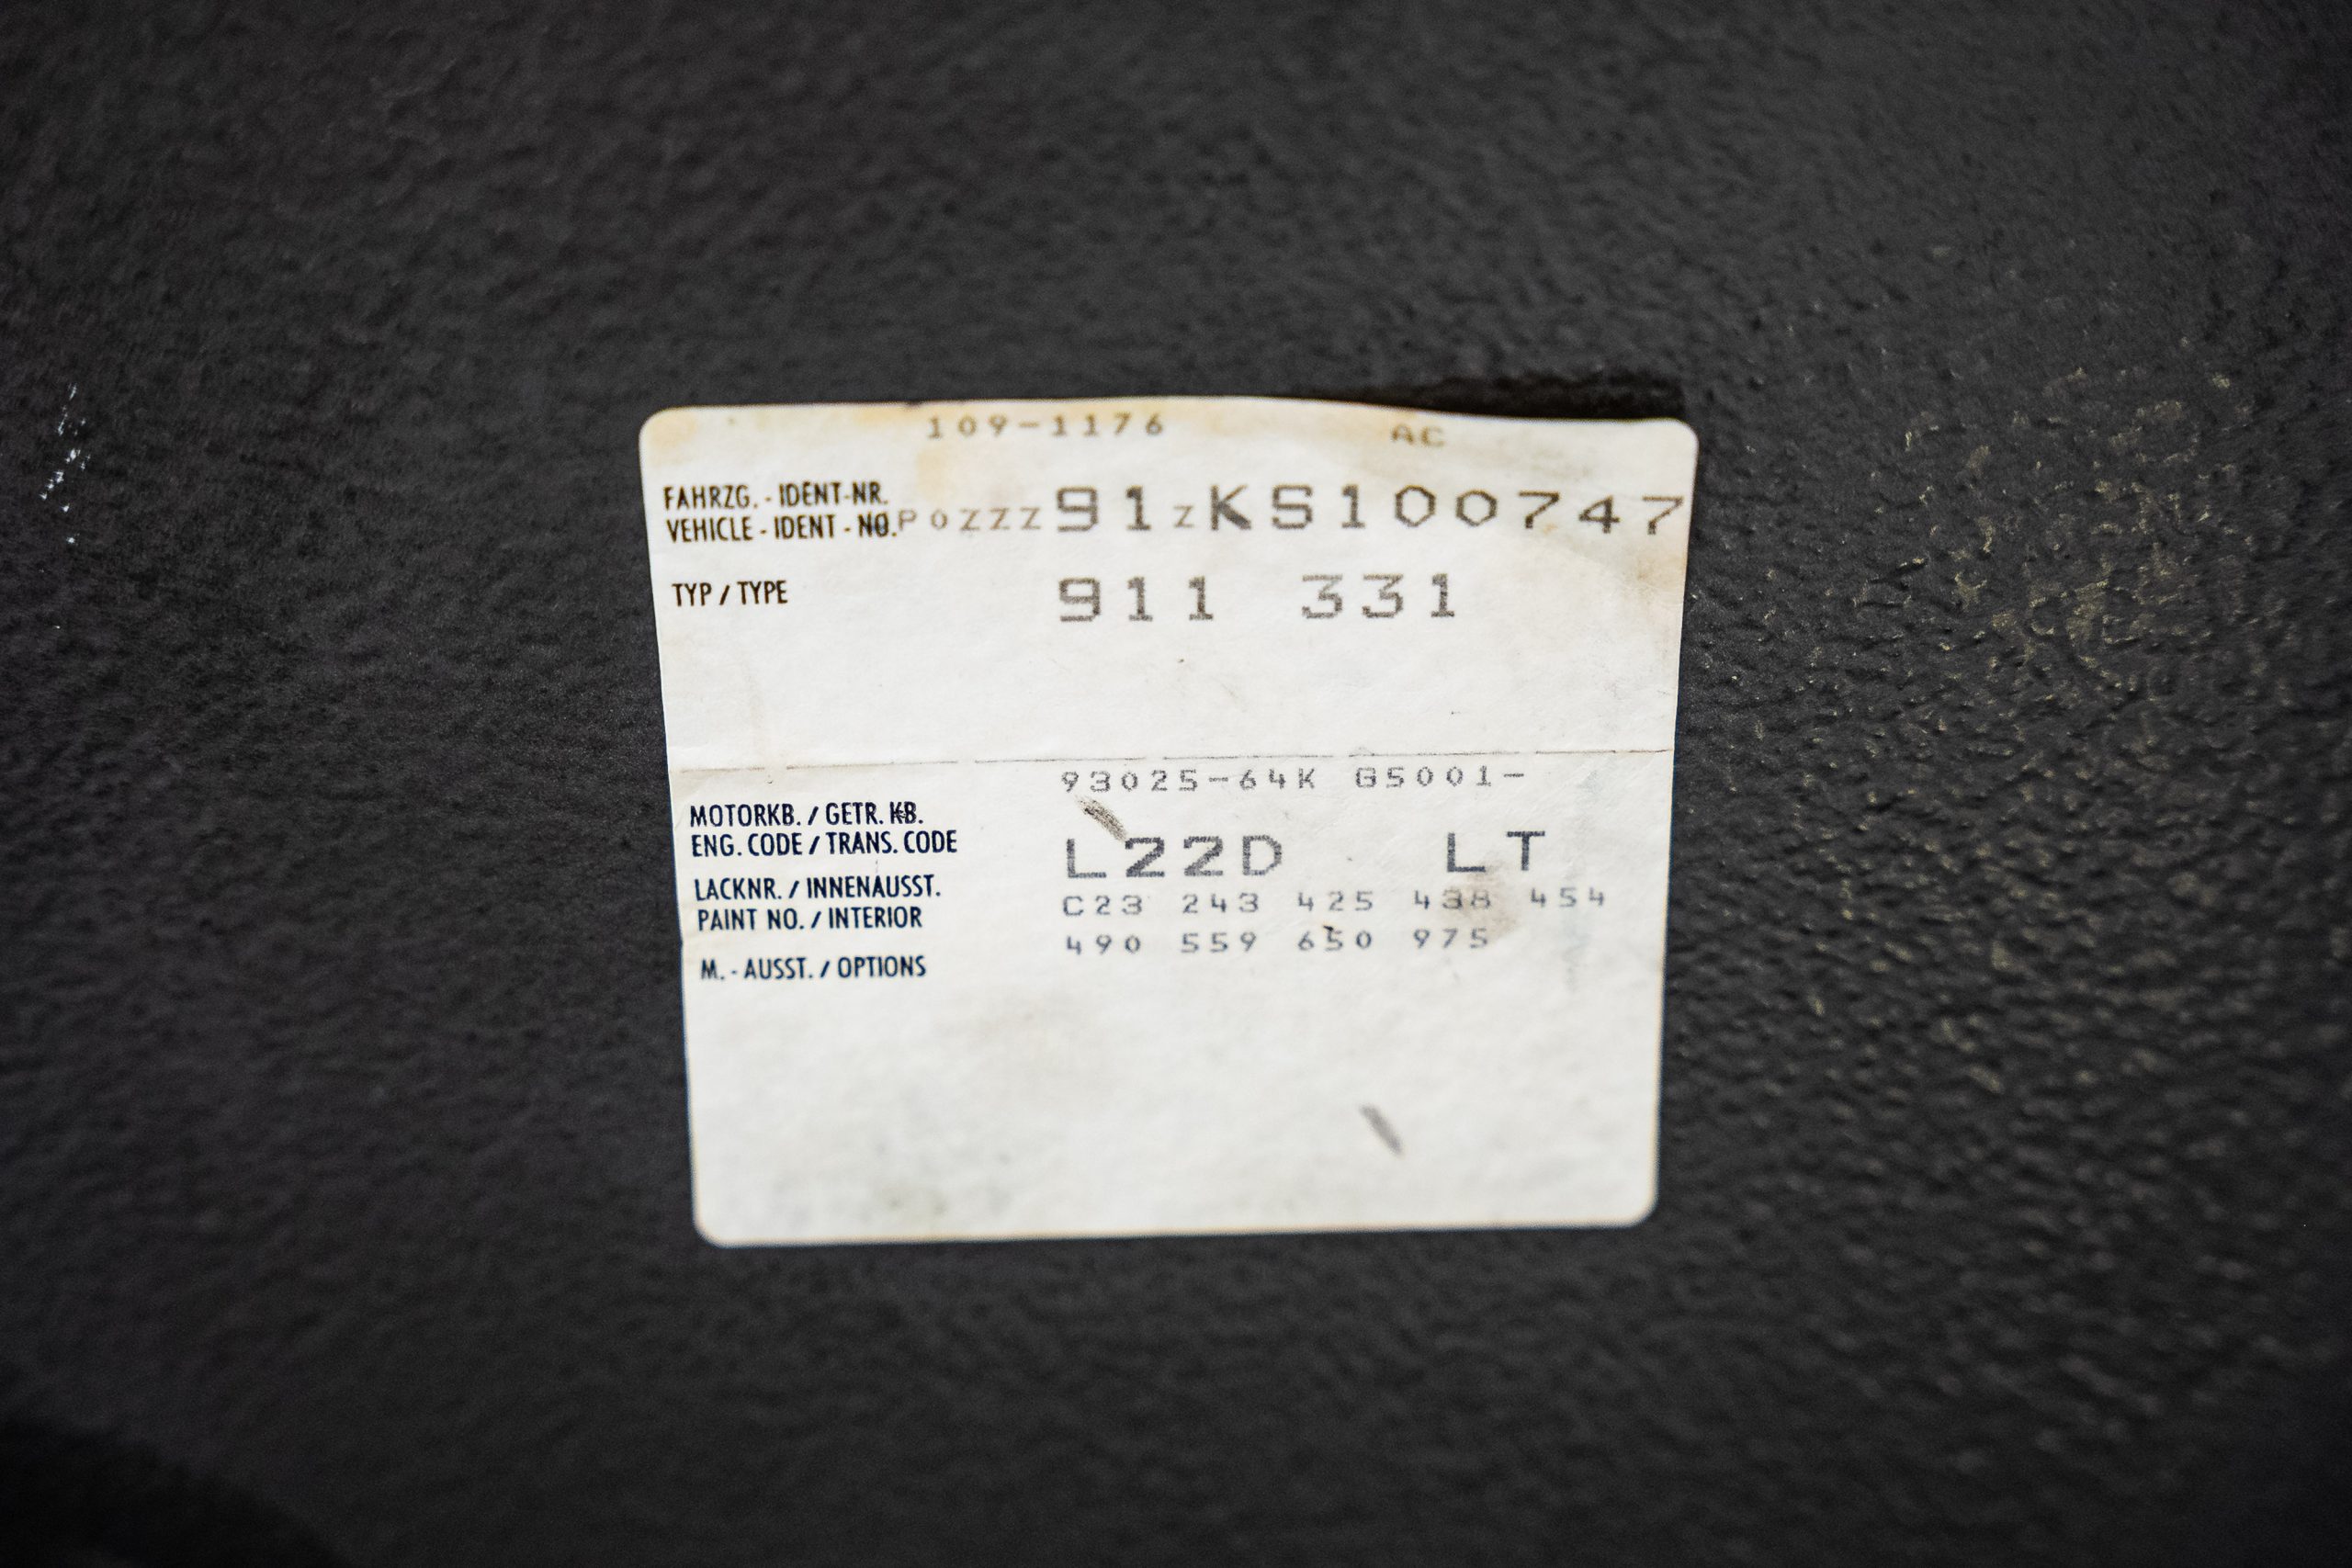 109-1176 AC
FAHRZG. - IDENT-NR.
VEHICLE - IDENT - NO. WP0ZZZ91ZKS100747
TYP / TYPE 911 331
93025-64K G5001-
MOTORKB. / GETR. KB.
ENG. CODE / TRANS. CODE L22D LT
LACKNR. / INNENAUSST. C23 243 425 438 454
PAINT NO. / INTERIOR 490 559 650 975
M. - AUSST. / OPTIONS